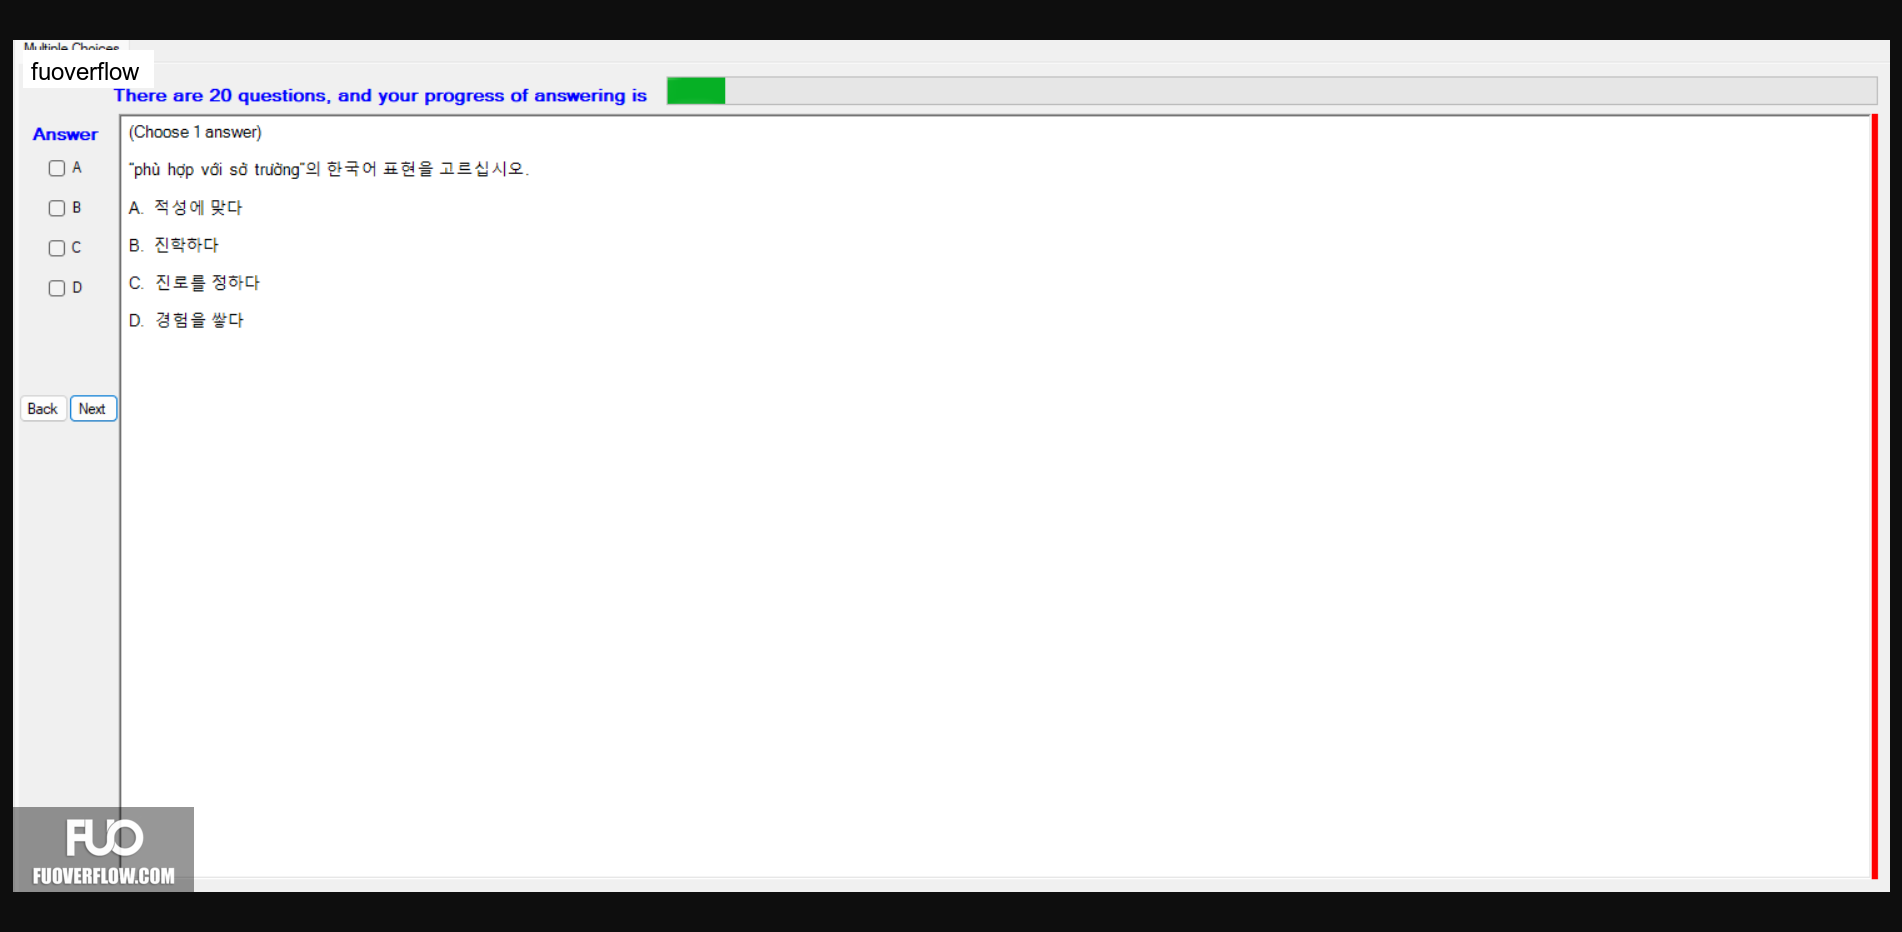 Multiple Choices
fuoverflow
There are 20 questions, and your progress of answering is
Answer
(Choose 1 answer)
A
"phù hợp với sở trường"의 한국어 표현을 고르십시오.
B
A. 적성에 맞다
C
B. 진학하다
D
C. 진로를 정하다
D. 경험을 쌓다
Back Next
FUO
FUOVERFLOW.COM